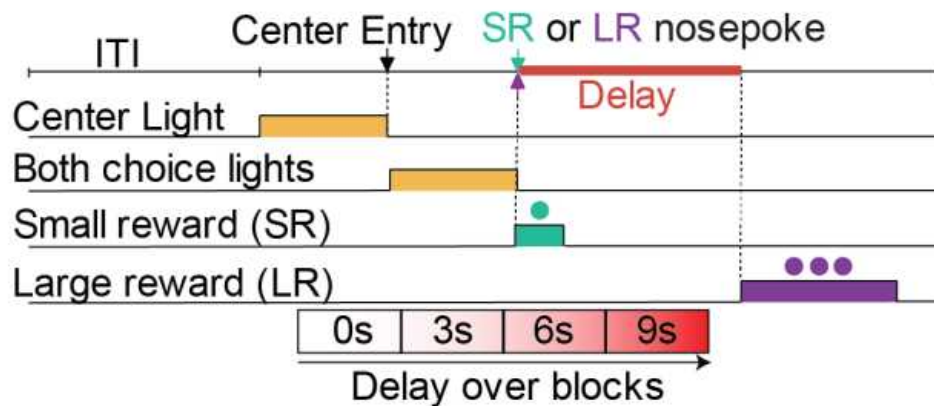 Center Entry
SR or LR nosepoke
ITI
Delay
Center Light
Both choice lights
Small reward (SR)
Large reward (LR)
0s 3s 6s 9s
Delay over blocks